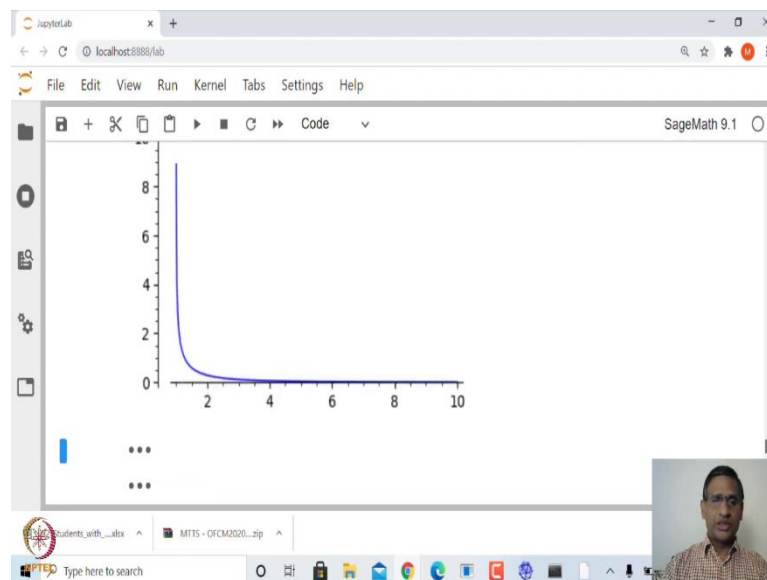 JupyterLab
localhost:8888/lab
M
File Edit View Run Kernel Tabs Settings Help
Code
SageMath 9.1
8
6
4
2
0
2 4 6 8 10
Students_with_....xlsx
MTTS - OFCM2020....zip
NPTEL
Type here to search